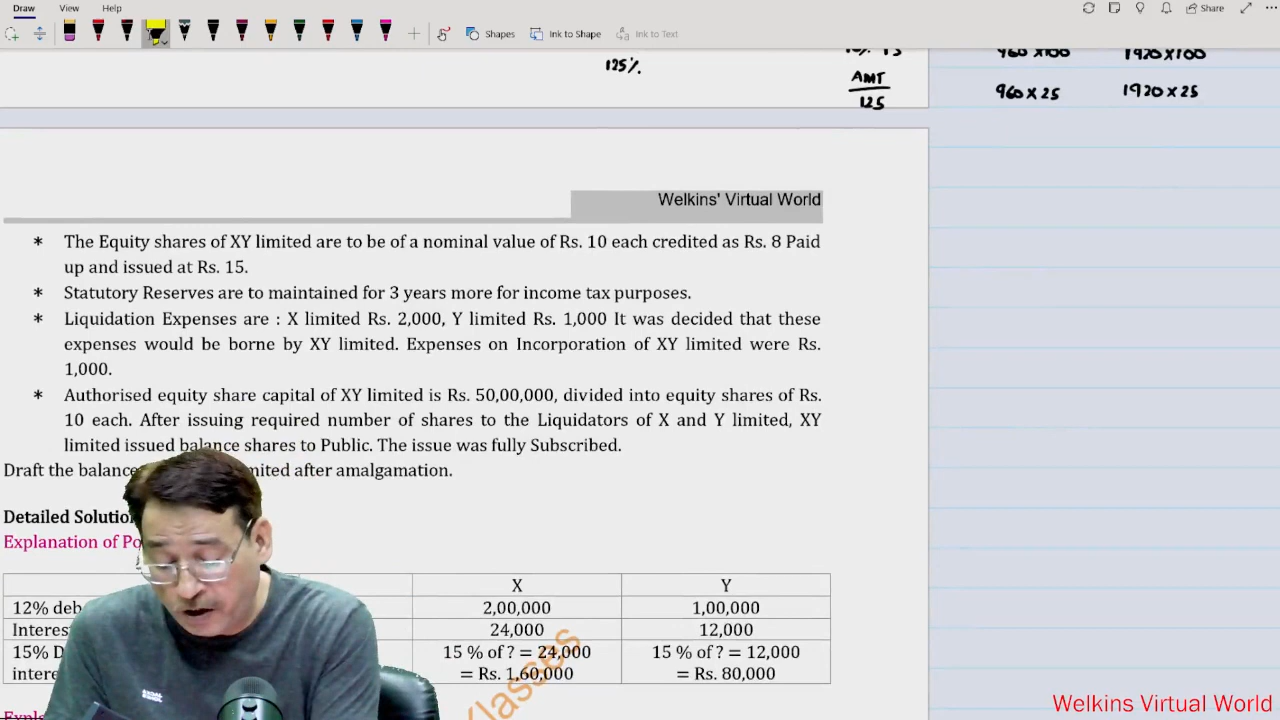 Draw View Help
Share
Shapes Ink to Shape Ink to Text
125%
AMT
125
960 x 100 1920 x 100
960 x 25 1920 x 25
Welkins' Virtual World
* The Equity shares of XY limited are to be of a nominal value of Rs. 10 each credited as Rs. 8 Paid
up and issued at Rs. 15.
* Statutory Reserves are to maintained for 3 years more for income tax purposes.
* Liquidation Expenses are : X limited Rs. 2,000, Y limited Rs. 1,000 It was decided that these
expenses would be borne by XY limited. Expenses on Incorporation of XY limited were Rs.
1,000.
* Authorised equity share capital of XY limited is Rs. 50,00,000, divided into equity shares of Rs.
10 each. After issuing required number of shares to the Liquidators of X and Y limited, XY
limited issued balance shares to Public. The issue was fully Subscribed.
Draft the balance after amalgamation.
Detailed
Explanation of
X Y
12% 2,00,000 1,00,000
24,000 12,000
15% 15 % of ? = 24,000 15 % of ? = 12,000
= Rs. 1,60,000 = Rs. 80,000
Welkins Virtual World